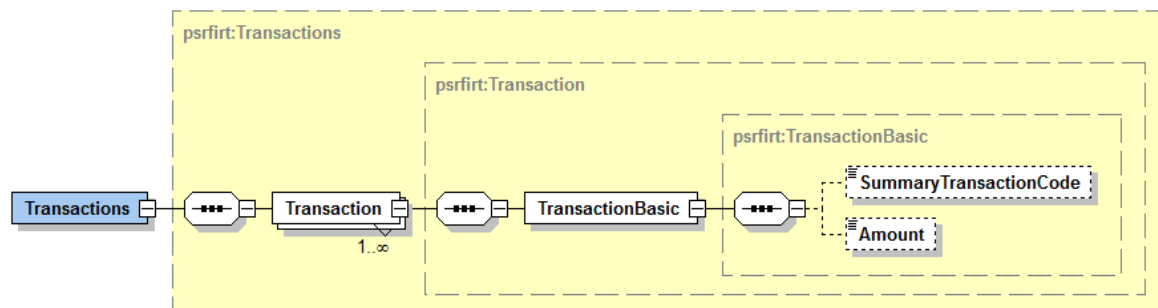 psrfirt:Transactions
psrfirt:Transaction
psrfirt:TransactionBasic
Transactions
Transaction
1..∞
TransactionBasic
SummaryTransactionCode
Amount